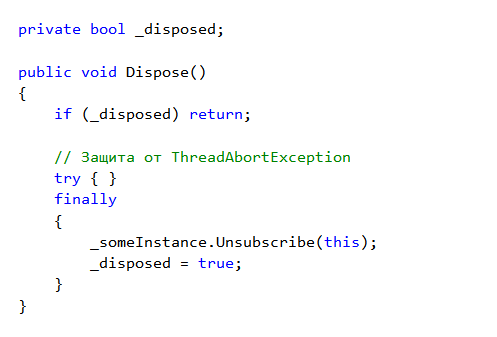 private bool _disposed;

public void Dispose()
{
    if (_disposed) return;

    // Защита от ThreadAbortException
    try { }
    finally
    {
        _someInstance.Unsubscribe(this);
        _disposed = true;
    }
}